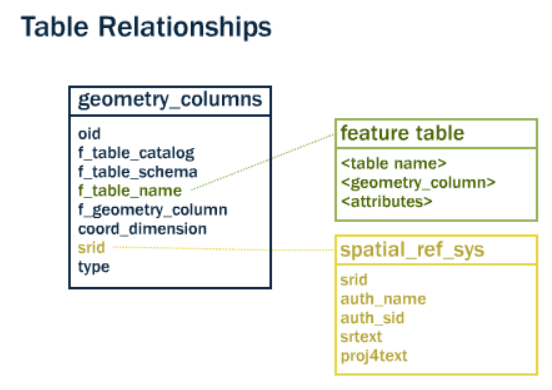 Table Relationships
geometry_columns
oid
f_table_catalog
f_table_schema
f_table_name
f_geometry_column
coord_dimension
srid
type
feature table
<table name>
<geometry_column>
<attributes>
spatial_ref_sys
srid
auth_name
auth_sid
srtext
proj4text